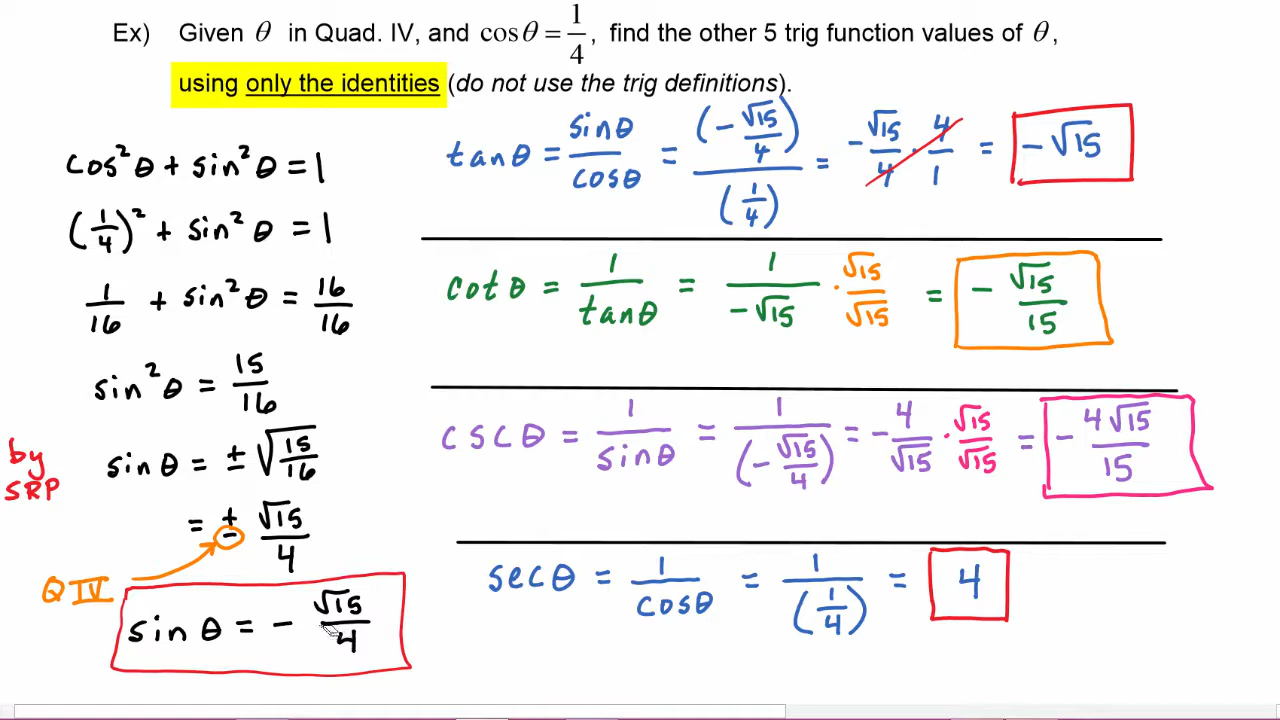 Ex) Given θ in Quad. IV, and cos θ = 1/4, find the other 5 trig function values of θ,
using only the identities (do not use the trig definitions).
cos²θ + sin²θ = 1
(1/4)² + sin²θ = 1
1/16 + sin²θ = 16/16
sin²θ = 15/16
by SRP
sinθ = ± √(15/16)
= ± √15/4
QIV
sinθ = - √15/4
tanθ = sinθ/cosθ = (-√15/4)/(1/4) = -√15/4 · 4/1 = -√15
cotθ = 1/tanθ = 1/-√15 · √15/√15 = - √15/15
cscθ = 1/sinθ = 1/(-√15/4) = -4/√15 · √15/√15 = - 4√15/15
secθ = 1/cosθ = 1/(1/4) = 4